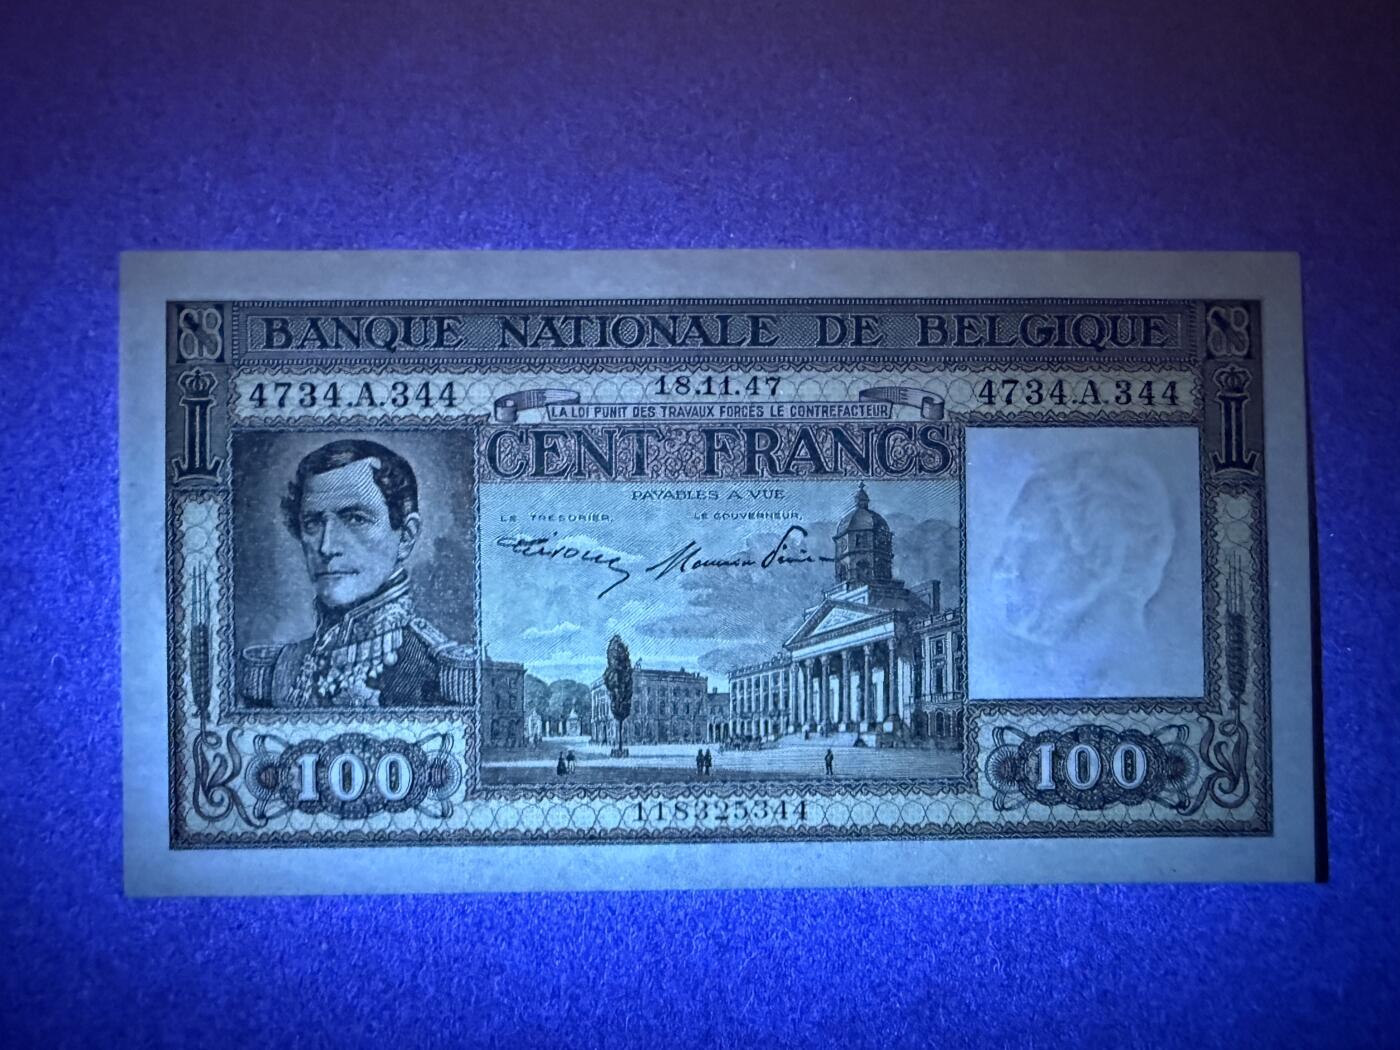 BANQUE NATIONALE DE BELGIQUE
4734.A.344 18.11.47 4734.A.344
LA LOI PUNIT DES TRAVAUX FORCÉS LE CONTREFACTEUR
CENT FRANCS
PAYABLES A VUE
LE TRÉSORIER, LE GOUVERNEUR,
100 100
118325344